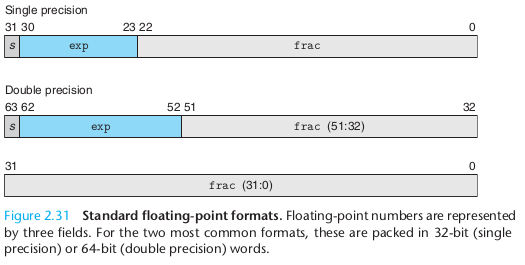 Single precision
31 30 23 22 0
s exp frac
Double precision
63 62 52 51 32
s exp frac (51:32)
31 0
frac (31:0)
Figure 2.31 Standard floating-point formats. Floating-point numbers are represented
by three fields. For the two most common formats, these are packed in 32-bit (single
precision) or 64-bit (double precision) words.